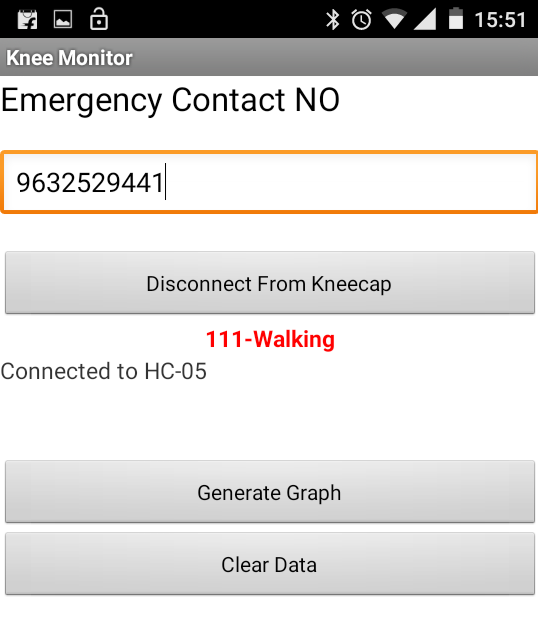 15:51
Knee Monitor
Emergency Contact NO
9632529441
Disconnect From Kneecap
111-Walking
Connected to HC-05
Generate Graph
Clear Data